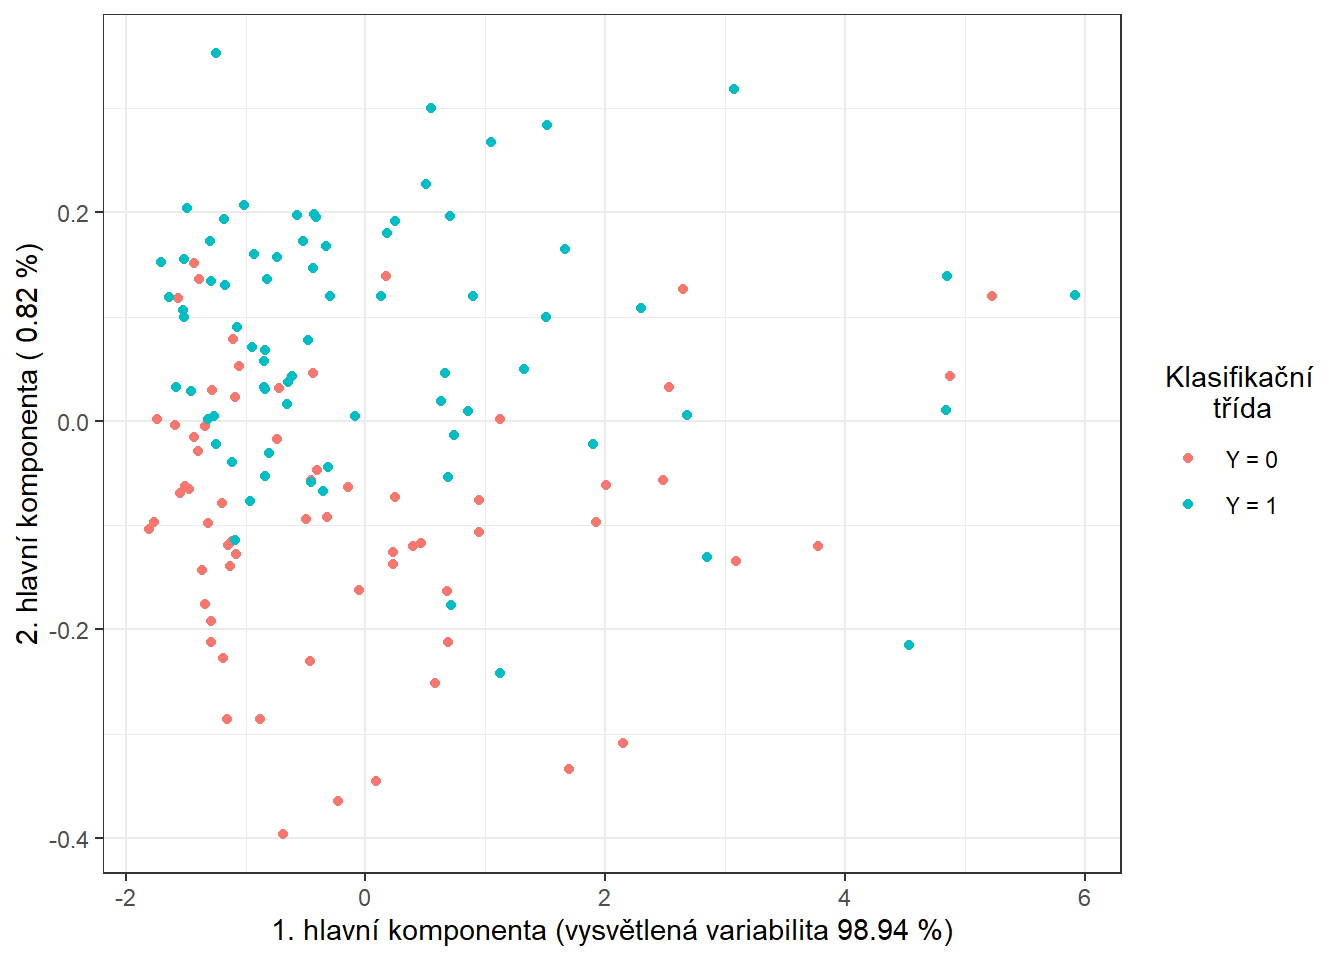 2. hlavní komponenta ( 0.82 %)
0.2
0.0
-0.2
-0.4
-2
0
2
4
6
1. hlavní komponenta (vysvětlená variabilita 98.94 %)
Klasifikační
třída
Y = 0
Y = 1